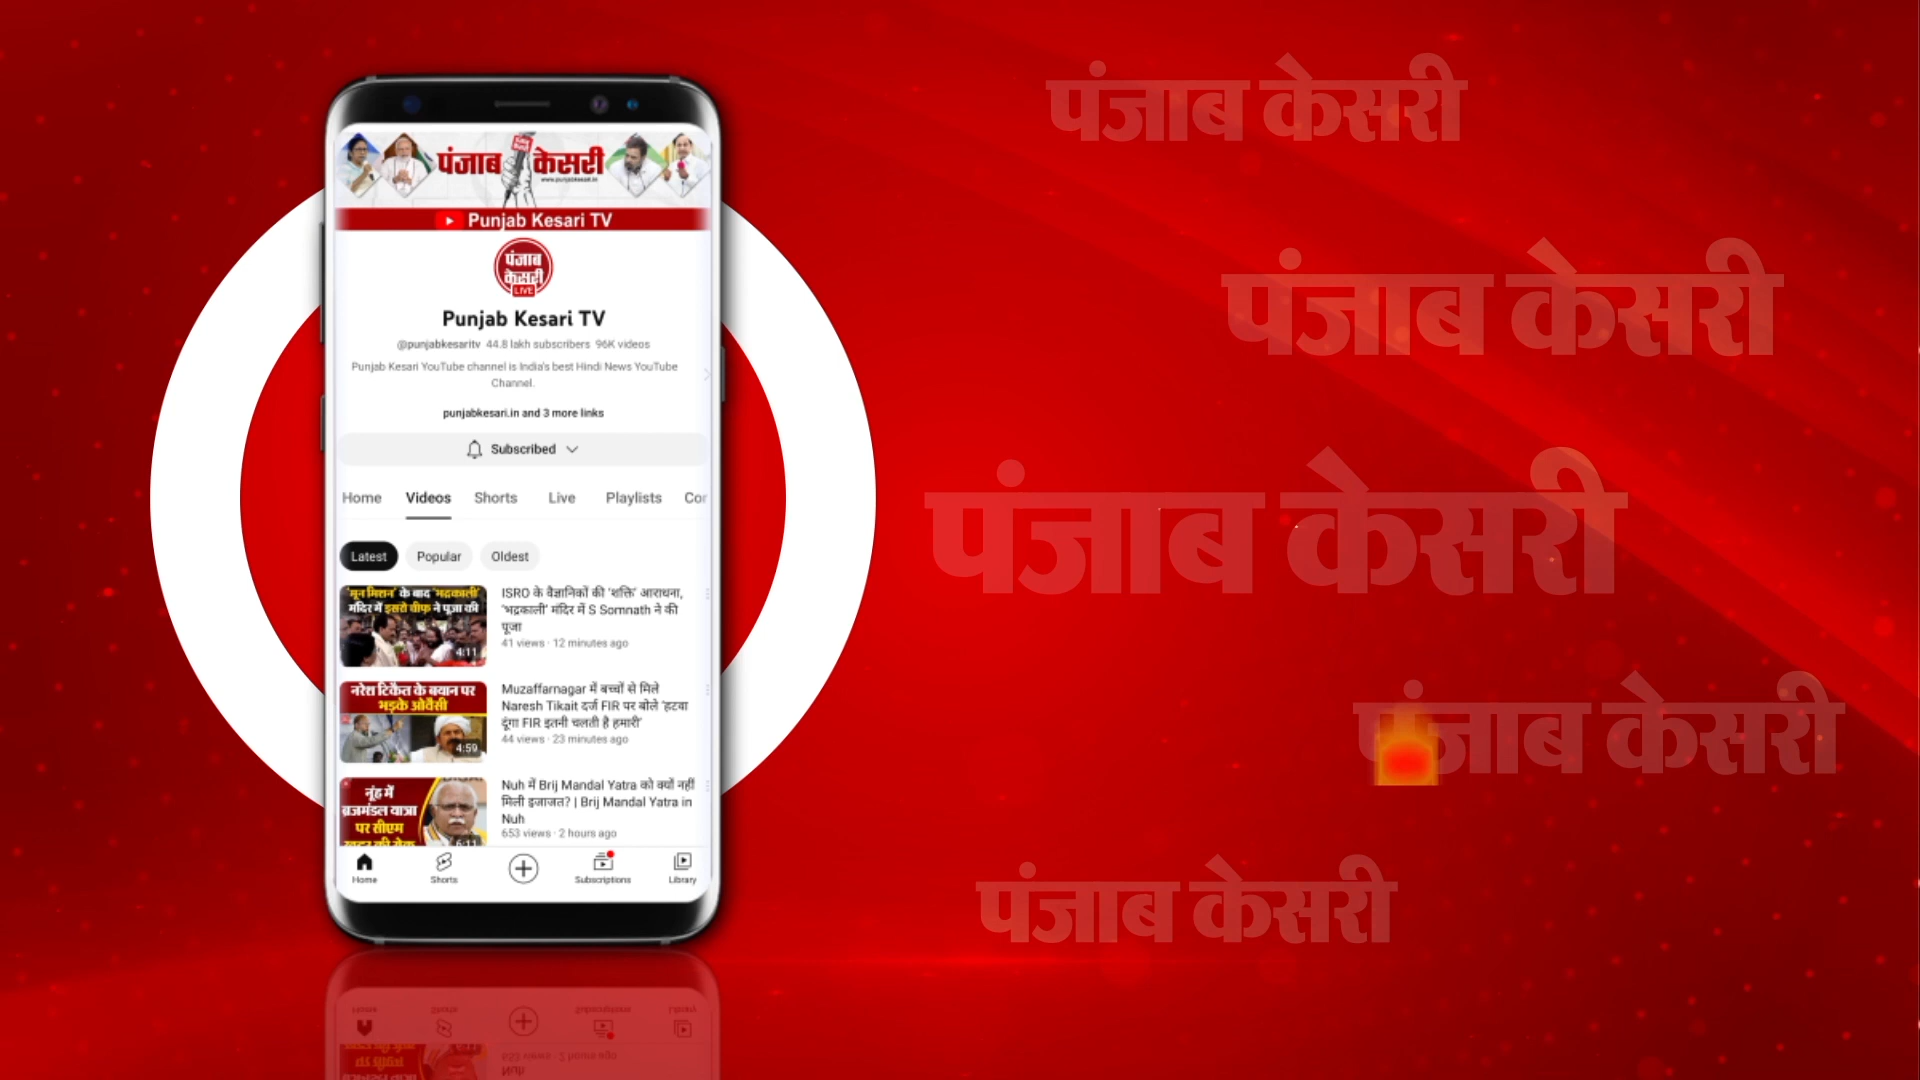 पंजाब केसरी
www.punjabkesari.in
Punjab Kesari TV
पंजाब
केसरी
LIVE
Punjab Kesari TV
@punjabkesaritv 44.8 lakh subscribers 96K videos
Punjab Kesari YouTube channel is India's best Hindi News YouTube
Channel.
punjabkesari.in and 3 more links
Subscribed
Home Videos Shorts Live Playlists Cor
Latest Popular Oldest
'मून मिशन' के बाद 'भद्रकाली'
मंदिर में इसरो चीफ ने पूजा की
4:11
ISRO के वैज्ञानिकों की 'शक्ति' आराधना,
'भद्रकाली' मंदिर में S Somnath ने की
पूजा
41 views · 12 minutes ago
नरेश टिकैत के बयान पर
भड़के ओवैसी
4:59
Muzaffarnagar में बच्चों से मिले
Naresh Tikait दर्ज FIR पर बोले 'हटवा
दूंगा FIR इतनी चलती है हमारी'
44 views · 23 minutes ago
नूंह में
ब्रजमंडल यात्रा
पर सीएम
6:11
Nuh में Brij Mandal Yatra को क्यों नहीं
मिली इजाजत? | Brij Mandal Yatra in
Nuh
653 views · 2 hours ago
Home Shorts Subscriptions Library
पंजाब केसरी
पंजाब केसरी
पंजाब केसरी
पंजाब केसरी
पंजाब केसरी